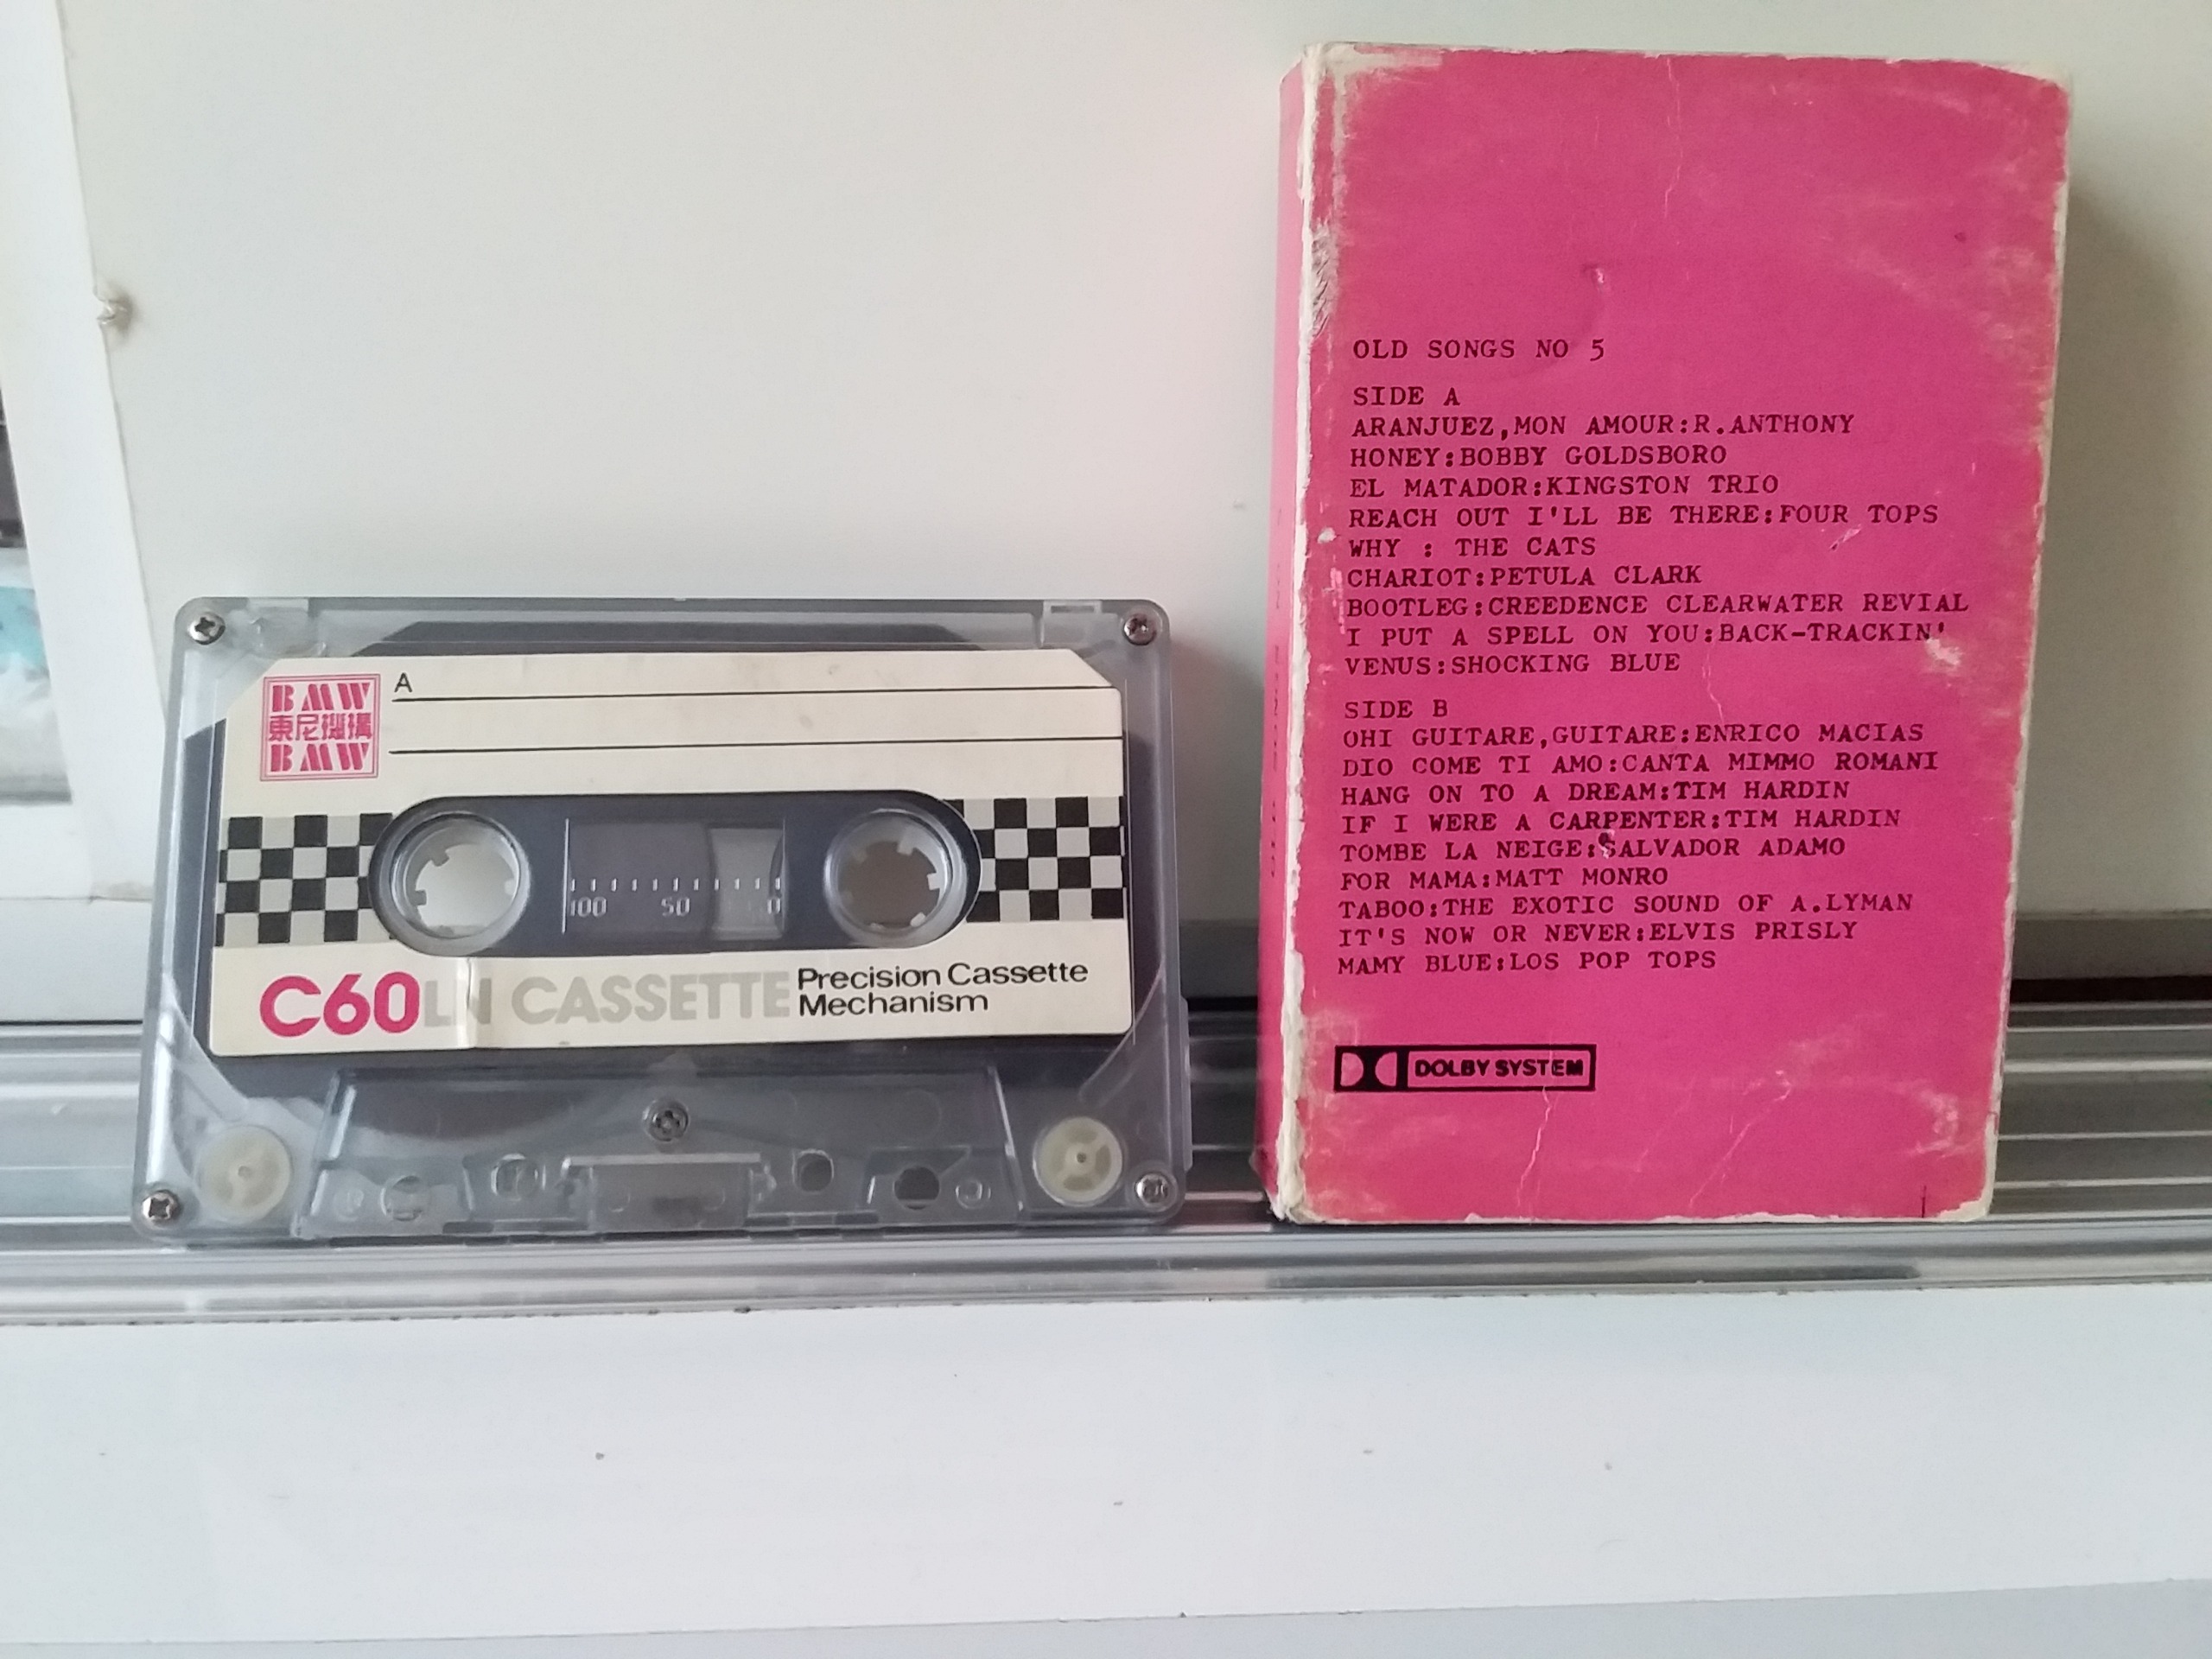 BMW
東尼機構
BMW
A
100 50 0
C60 LN CASSETTE Precision Cassette
Mechanism
OLD SONGS NO 5
SIDE A
ARANJUEZ,MON AMOUR:R.ANTHONY
HONEY:BOBBY GOLDSBORO
EL MATADOR:KINGSTON TRIO
REACH OUT I'LL BE THERE:FOUR TOPS
WHY : THE CATS
CHARIOT:PETULA CLARK
BOOTLEG:CREEDENCE CLEARWATER REVIAL
I PUT A SPELL ON YOU:BACK-TRACKIN'
VENUS:SHOCKING BLUE
SIDE B
OHI GUITARE,GUITARE:ENRICO MACIAS
DIO COME TI AMO:CANTA MIMMO ROMANI
HANG ON TO A DREAM:TIM HARDIN
IF I WERE A CARPENTER:TIM HARDIN
TOMBE LA NEIGE:SALVADOR ADAMO
FOR MAMA:MATT MONRO
TABOO:THE EXOTIC SOUND OF A.LYMAN
IT'S NOW OR NEVER:ELVIS PRISLY
MAMY BLUE:LOS POP TOPS
DOLBY SYSTEM